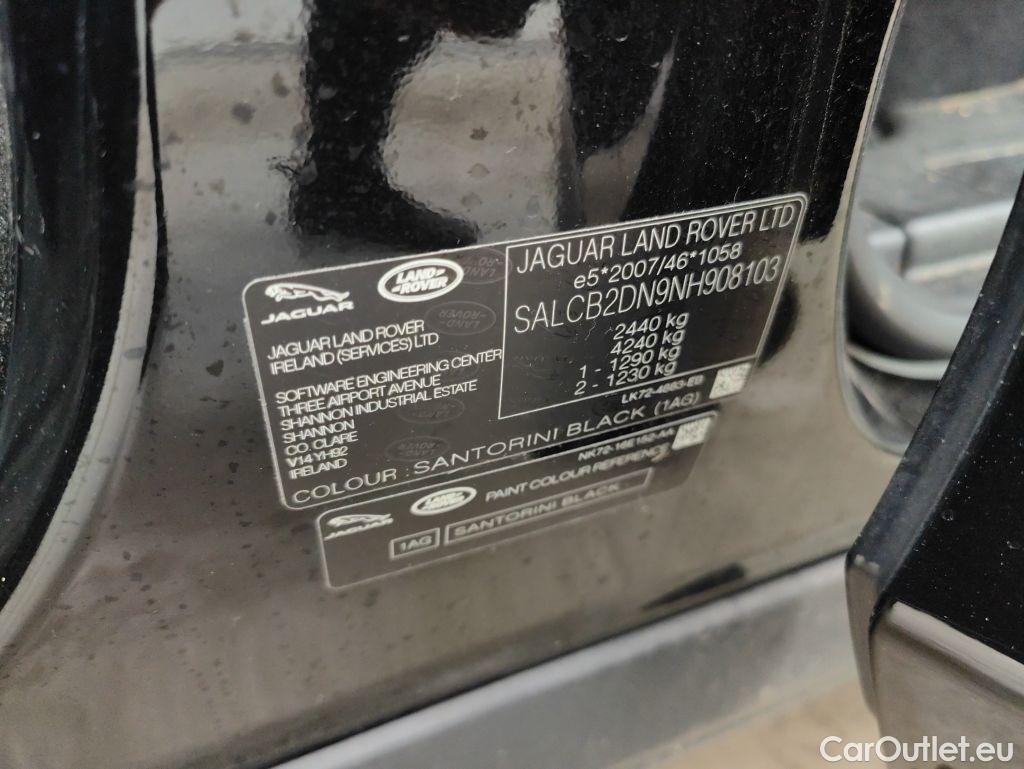 JAGUAR
LAND-
-ROVER
JAGUAR LAND ROVER
IRELAND (SERVICES) LTD
SOFTWARE ENGINEERING CENTER
THREE AIRPORT AVENUE
SHANNON INDUSTRIAL ESTATE
SHANNON
CO. CLARE
V14 YH92
IRELAND
JAGUAR LAND ROVER LTD
e5*2007/46*1058
SALCB2DN9NH908103
2440 kg
4240 kg
1 - 1290 kg
2 - 1230 kg
LK72-4683-EB
COLOUR : SANTORINI BLACK (1AG)
NK72-16E152-AA
JAGUAR
LAND-
-ROVER
PAINT COLOUR REFERENCE
1AG
SANTORINI BLACK
CarOutlet.eu